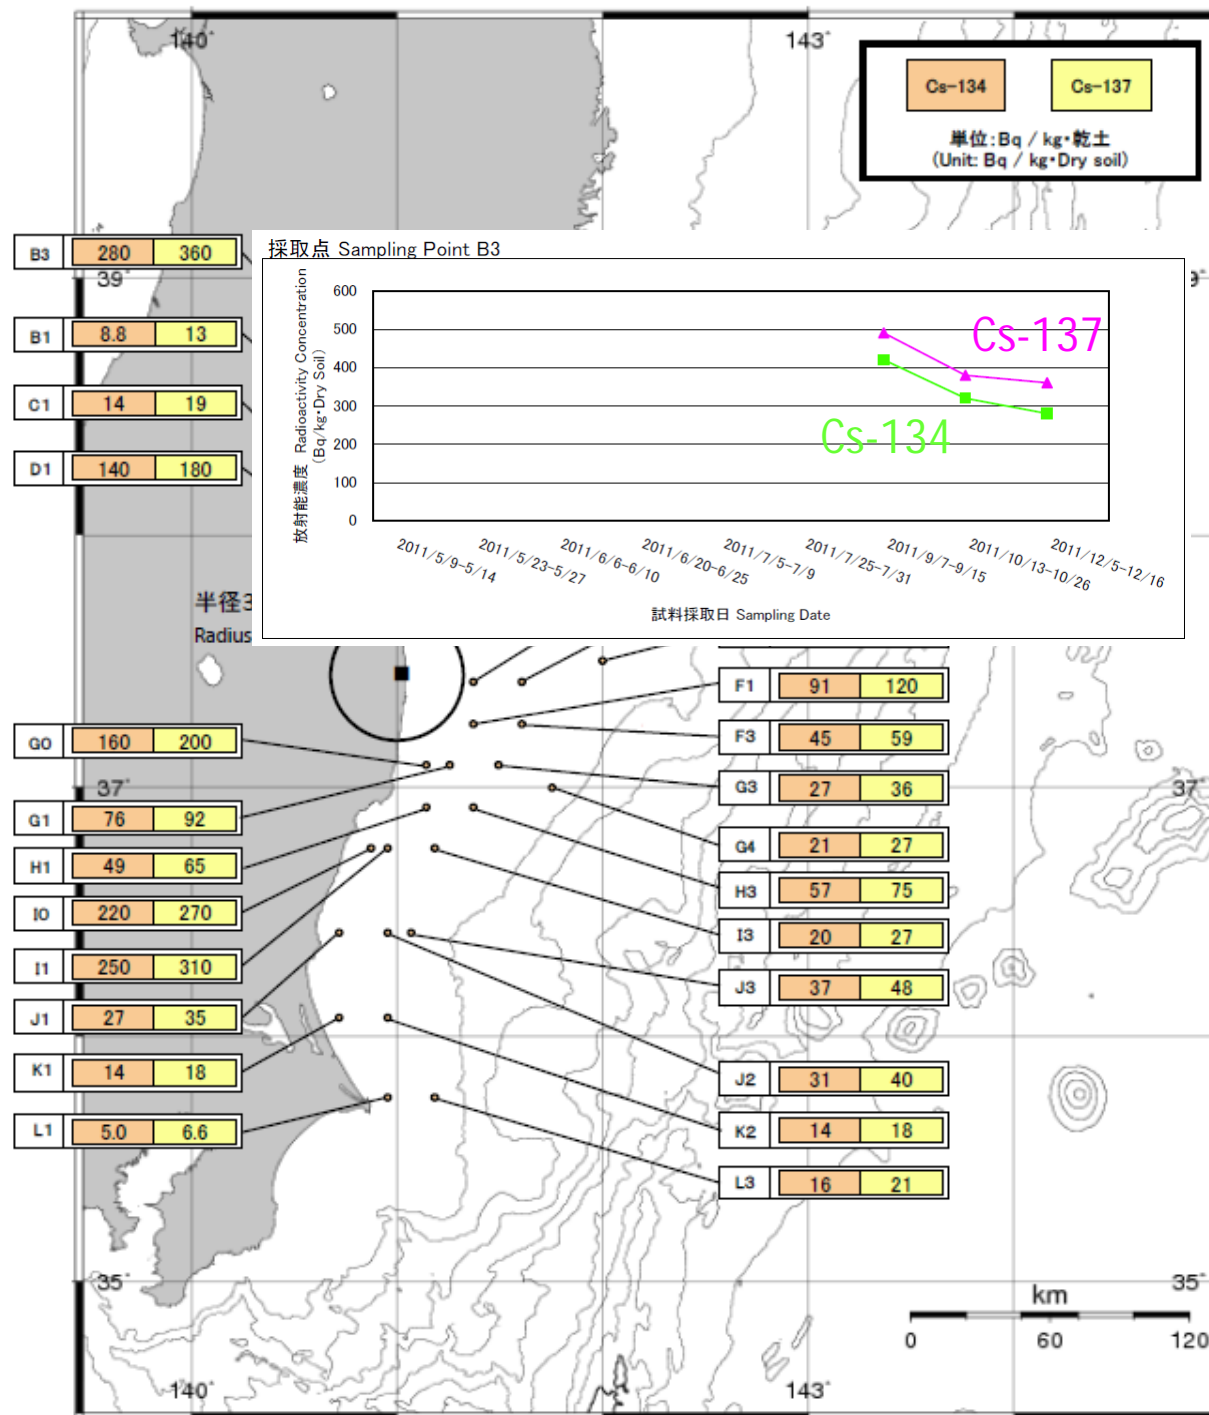 140°
143°
Cs-134
Cs-137
単位:Bq / kg・乾土
(Unit: Bq / kg・Dry soil)
B3 280 360
39°
9°
B1 8.8 13
C1 14 19
D1 140 180
採取点 Sampling Point B3
放射能濃度 Radioactivity Concentration
(Bq/kg・Dry Soil)
600
500
400
300
200
100
0
Cs-137
Cs-134
2011/5/9-5/14
2011/5/23-5/27
2011/6/6-6/10
2011/6/20-6/25
2011/7/5-7/9
2011/7/25-7/31
2011/9/7-9/15
2011/10/13-10/26
2011/12/5-12/16
試料採取日 Sampling Date
半径3
Radius
F1 91 120
F3 45 59
G0 160 200
G3 27 36
37°
37°
G1 76 92
G4 21 27
H1 49 65
H3 57 75
I0 220 270
I3 20 27
I1 250 310
J3 37 48
J1 27 35
K1 14 18
J2 31 40
L1 5.0 6.6
K2 14 18
L3 16 21
35°
35°
km
0 60 120
140°
143°